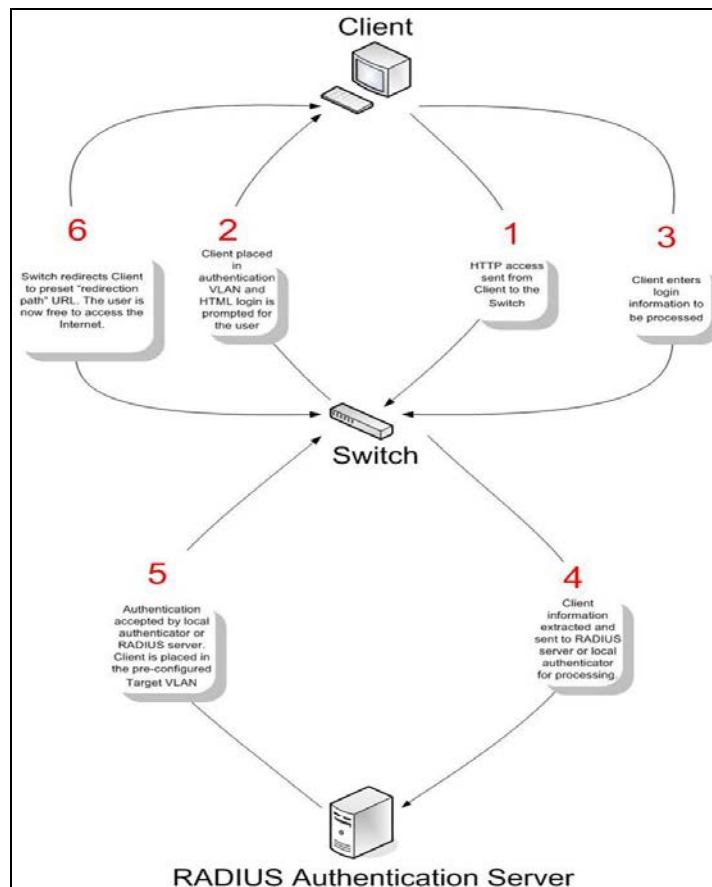 Client
6
Switch redirects Client
to preset "redirection
path" URL. The user is
now free to access the
Internet.
2
Client placed
in
authentication
VLAN and
HTML login is
prompted for
the user
1
HTTP access
sent from
Client to the
Switch
3
Client enters
login
information to
be processed
Switch
5
Authentication
accepted by local
authenticator or
RADIUS server.
Client is placed in
the pre-configured
Target VLAN
4
Client
information
extracted and
sent to RADIUS
server or local
authenticator
for processing.
RADIUS Authentication Server